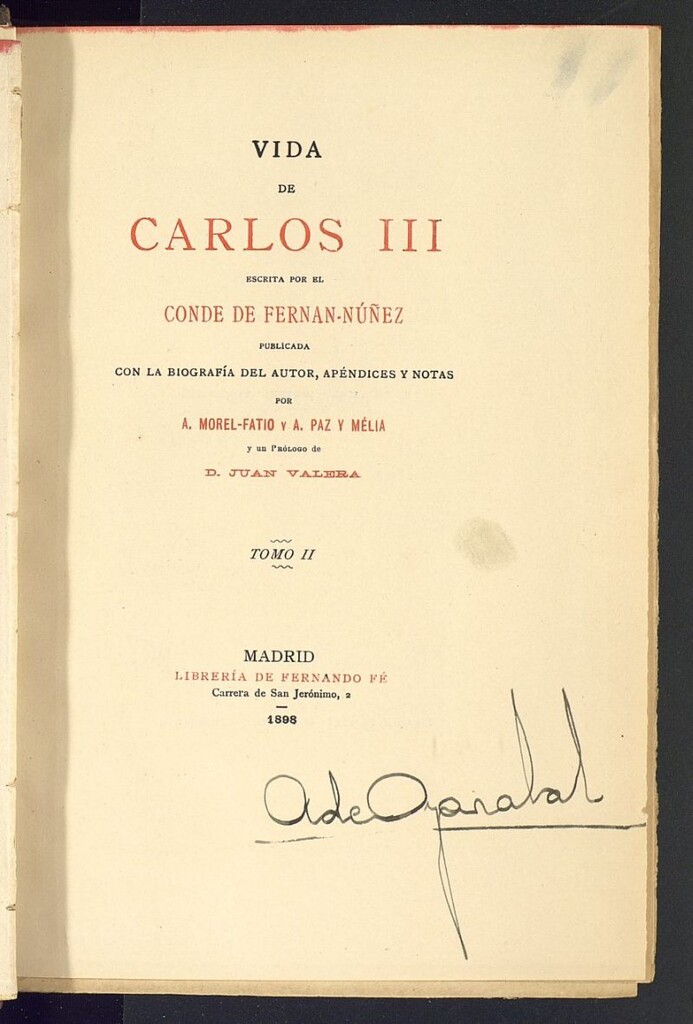 VIDA
DE
CARLOS III
ESCRITA POR EL
CONDE DE FERNAN-NÚÑEZ
PUBLICADA
CON LA BIOGRAFÍA DEL AUTOR, APÉNDICES Y NOTAS
POR
A. MOREL-FATIO Y A. PAZ Y MÉLIA
y un PRÓLOGO de
D. JUAN VALERA
TOMO II
MADRID
LIBRERÍA DE FERNANDO FÉ
Carrera de San Jerónimo, 2
1898